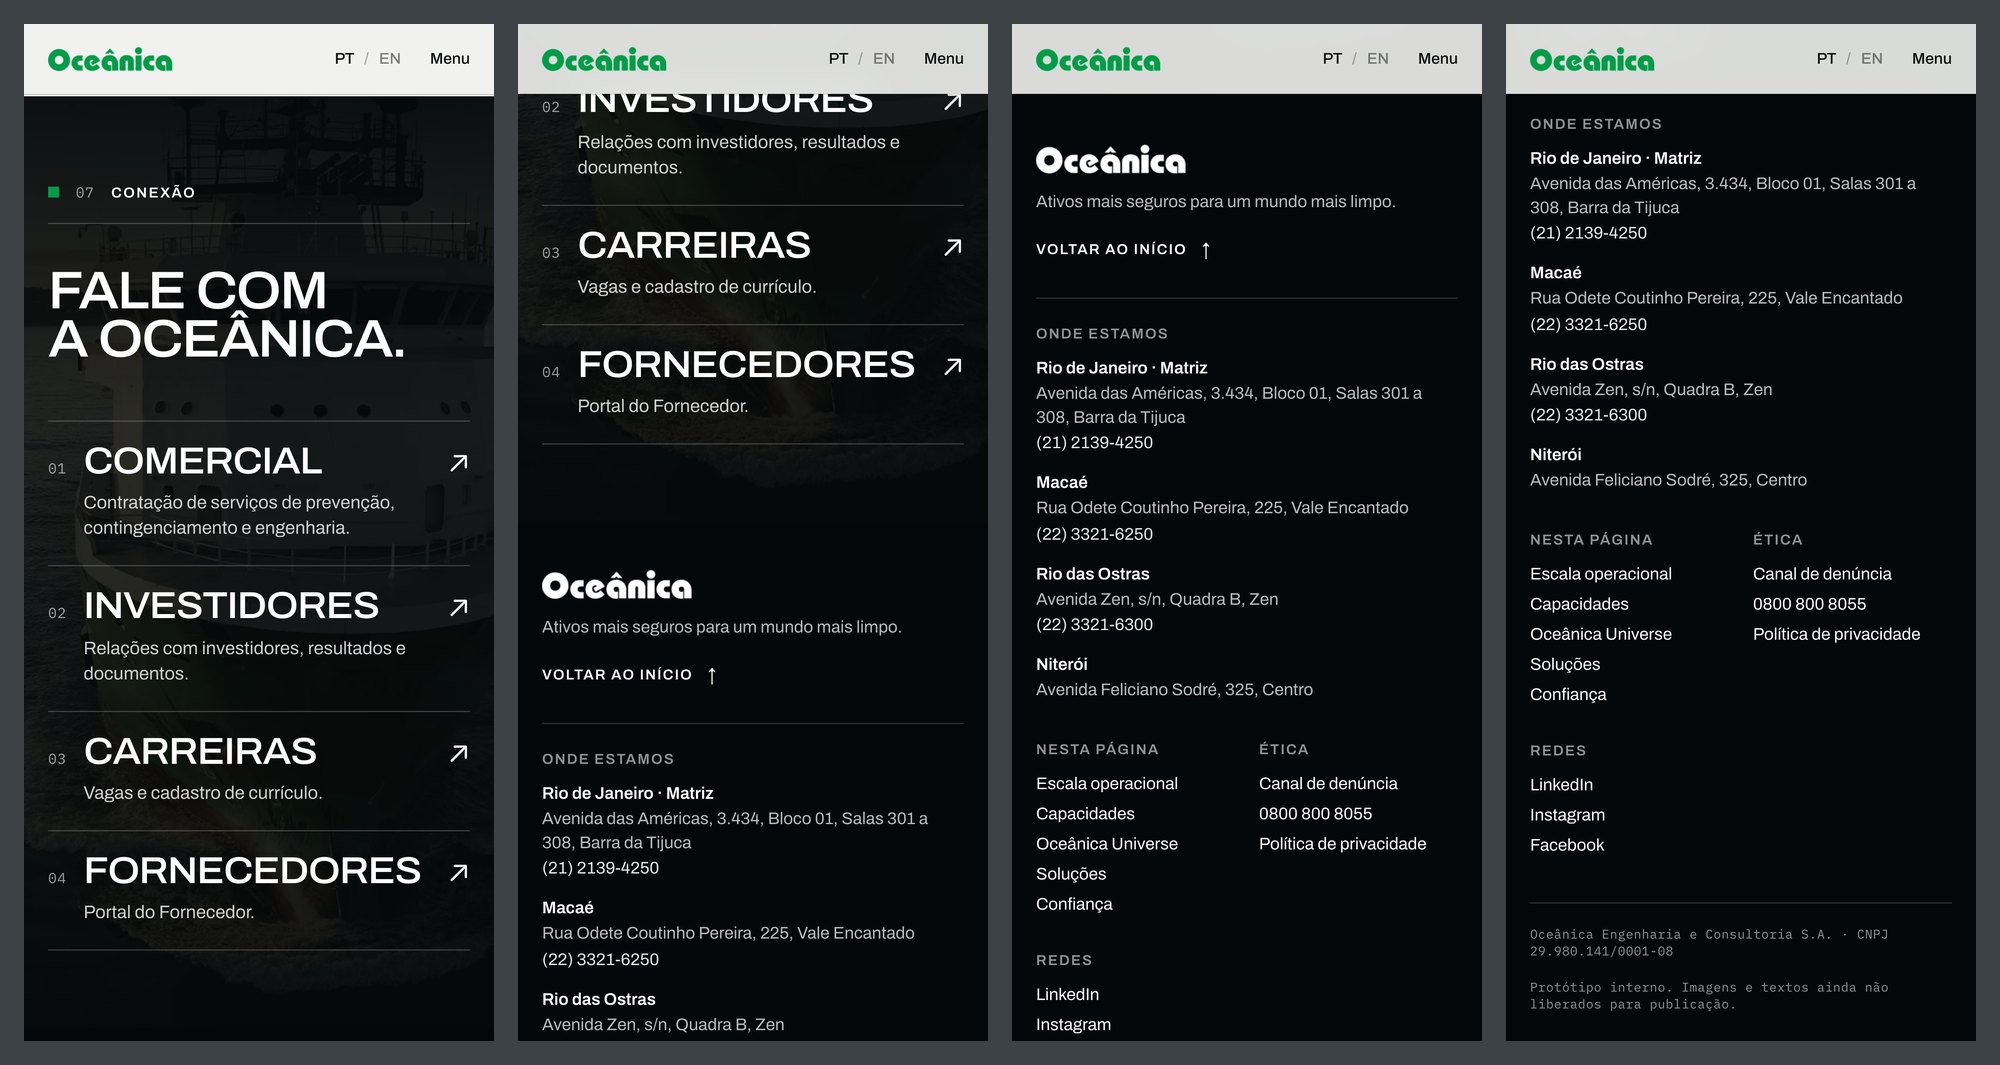 Oceânica
PT / EN Menu
07 CONEXÃO
FALE COM
A OCEÂNICA.
01 COMERCIAL
Contratação de serviços de prevenção,
contingenciamento e engenharia.
02 INVESTIDORES
Relações com investidores, resultados e
documentos.
03 CARREIRAS
Vagas e cadastro de currículo.
04 FORNECEDORES
Portal do Fornecedor.
Oceânica
PT / EN Menu
02 INVESTIDORES
Relações com investidores, resultados e
documentos.
03 CARREIRAS
Vagas e cadastro de currículo.
04 FORNECEDORES
Portal do Fornecedor.
Oceânica
Ativos mais seguros para um mundo mais limpo.
VOLTAR AO INÍCIO ↑
ONDE ESTAMOS
Rio de Janeiro · Matriz
Avenida das Américas, 3.434, Bloco 01, Salas 301 a
308, Barra da Tijuca
(21) 2139-4250
Macaé
Rua Odete Coutinho Pereira, 225, Vale Encantado
(22) 3321-6250
Rio das Ostras
Avenida Zen, s/n, Quadra B, Zen
Oceânica
PT / EN Menu
Oceânica
Ativos mais seguros para um mundo mais limpo.
VOLTAR AO INÍCIO ↑
ONDE ESTAMOS
Rio de Janeiro · Matriz
Avenida das Américas, 3.434, Bloco 01, Salas 301 a
308, Barra da Tijuca
(21) 2139-4250
Macaé
Rua Odete Coutinho Pereira, 225, Vale Encantado
(22) 3321-6250
Rio das Ostras
Avenida Zen, s/n, Quadra B, Zen
(22) 3321-6300
Niterói
Avenida Feliciano Sodré, 325, Centro
NESTA PÁGINA
Escala operacional
Capacidades
Oceânica Universe
Soluções
Confiança
ÉTICA
Canal de denúncia
0800 800 8055
Política de privacidade
REDES
LinkedIn
Instagram
Oceânica
PT / EN Menu
ONDE ESTAMOS
Rio de Janeiro · Matriz
Avenida das Américas, 3.434, Bloco 01, Salas 301 a
308, Barra da Tijuca
(21) 2139-4250
Macaé
Rua Odete Coutinho Pereira, 225, Vale Encantado
(22) 3321-6250
Rio das Ostras
Avenida Zen, s/n, Quadra B, Zen
(22) 3321-6300
Niterói
Avenida Feliciano Sodré, 325, Centro
NESTA PÁGINA
Escala operacional
Capacidades
Oceânica Universe
Soluções
Confiança
ÉTICA
Canal de denúncia
0800 800 8055
Política de privacidade
REDES
LinkedIn
Instagram
Facebook
Oceânica Engenharia e Consultoria S.A. · CNPJ
29.980.141/0001-08
Protótipo interno. Imagens e textos ainda não
liberados para publicação.